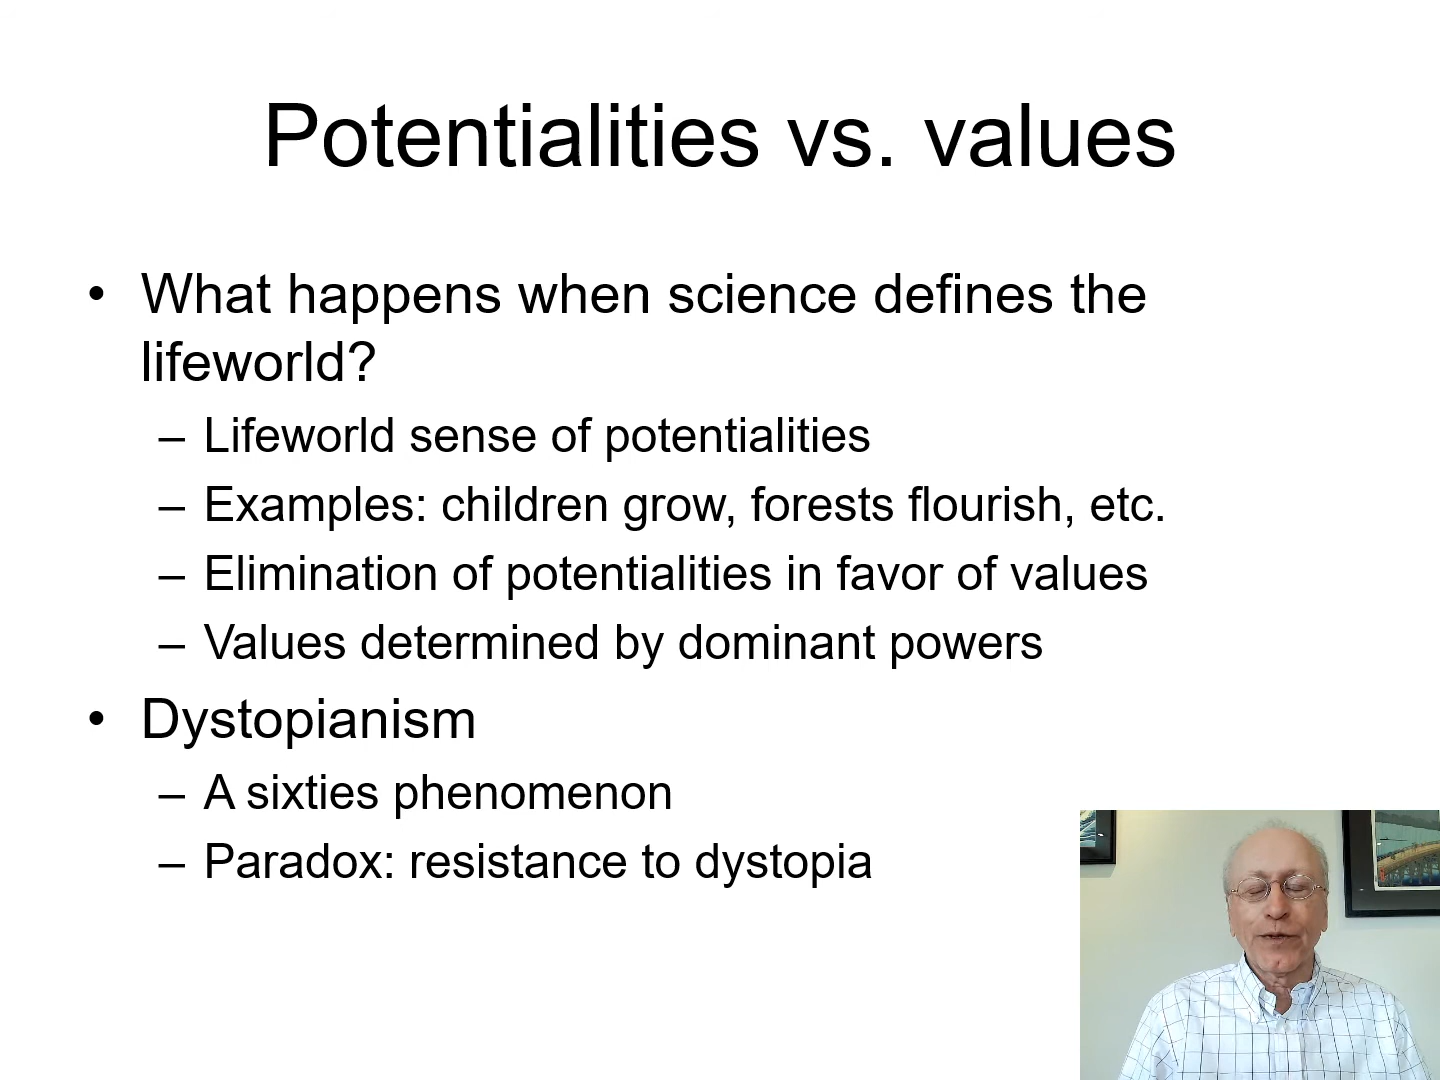 Potentialities vs. values
• What happens when science defines the
lifeworld?
– Lifeworld sense of potentialities
– Examples: children grow, forests flourish, etc.
– Elimination of potentialities in favor of values
– Values determined by dominant powers
• Dystopianism
– A sixties phenomenon
– Paradox: resistance to dystopia